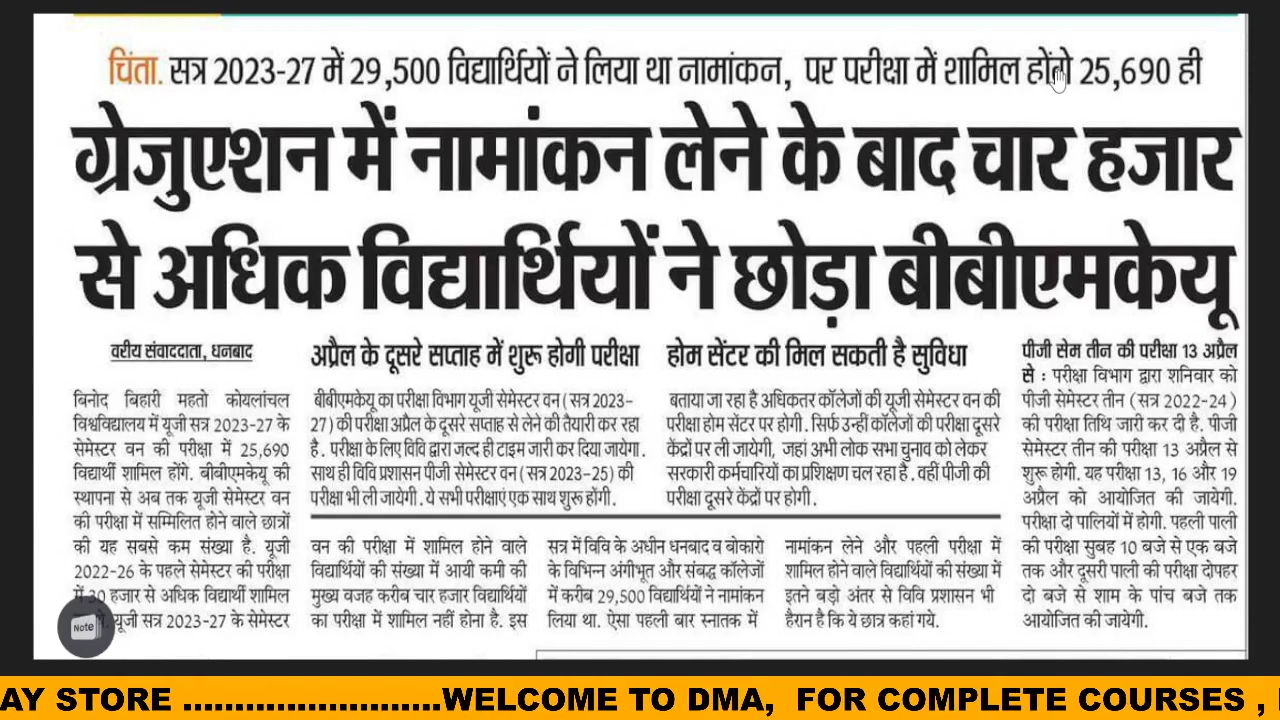 चिंता. सत्र 2023-27 में 29,500 विद्यार्थियों ने लिया था नामांकन, पर परीक्षा में शामिल होंगे 25,690 ही
ग्रेजुएशन में नामांकन लेने के बाद चार हजार
से अधिक विद्यार्थियों ने छोड़ा बीबीएमकेयू
वरीय संवाददाता, धनबाद
बिनोद बिहारी महतो कोयलांचल
विश्वविद्यालय में यूजी सत्र 2023-27 के
सेमेस्टर वन की परीक्षा में 25,690
विद्यार्थी शामिल होंगे. बीबीएमकेयू की
स्थापना से अब तक यूजी सेमेस्टर वन
की परीक्षा में सम्मिलित होने वाले छात्रों
की यह सबसे कम संख्या है. यूजी
2022-26 के पहले सेमेस्टर की परीक्षा
में 30 हजार से अधिक विद्यार्थी शामिल
यूजी सत्र 2023-27 के सेमेस्टर
अप्रैल के दूसरे सप्ताह में शुरू होगी परीक्षा
बीबीएमकेयू का परीक्षा विभाग यूजी सेमेस्टर वन (सत्र 2023-
27) की परीक्षा अप्रैल के दूसरे सप्ताह से लेने की तैयारी कर रहा
है. परीक्षा के लिए विवि द्वारा जल्द ही टाइम जारी कर दिया जायेगा.
साथ ही विवि प्रशासन पीजी सेमेस्टर वन (सत्र 2023-25) की
परीक्षा भी ली जायेगी. ये सभी परीक्षाएं एक साथ शुरू होंगी.
होम सेंटर की मिल सकती है सुविधा
बताया जा रहा है अधिकतर कॉलेजों की यूजी सेमेस्टर वन की
परीक्षा होम सेंटर पर होगी. सिर्फ उन्हीं कॉलेजों की परीक्षा दूसरे
केंद्रों पर ली जायेगी, जहां अभी लोक सभा चुनाव को लेकर
सरकारी कर्मचारियों का प्रशिक्षण चल रहा है. वहीं पीजी की
परीक्षा दूसरे केंद्रों पर होगी.
वन की परीक्षा में शामिल होने वाले
विद्यार्थियों की संख्या में आयी कमी की
मुख्य वजह करीब चार हजार विद्यार्थियों
का परीक्षा में शामिल नहीं होना है. इस
सत्र में विवि के अधीन धनबाद व बोकारो
के विभिन्न अंगीभूत और संबद्ध कॉलेजों
में करीब 29,500 विद्यार्थियों ने नामांकन
लिया था. ऐसा पहली बार स्नातक में
नामांकन लेने और पहली परीक्षा में
शामिल होने वाले विद्यार्थियों की संख्या में
इतने बड़ो अंतर से विवि प्रशासन भी
हैरान है कि ये छात्र कहां गये.
पीजी सेम तीन की परीक्षा 13 अप्रैल
से : परीक्षा विभाग द्वारा शनिवार को
पीजी सेमेस्टर तीन (सत्र 2022-24)
की परीक्षा तिथि जारी कर दी है. पीजी
सेमेस्टर तीन की परीक्षा 13 अप्रैल से
शुरू होगी. यह परीक्षा 13, 16 और 19
अप्रैल को आयोजित की जायेगी.
परीक्षा दो पालियों में होगी. पहली पाली
की परीक्षा सुबह 10 बजे से एक बजे
तक और दूसरी पाली की परीक्षा दोपहर
दो बजे से शाम के पांच बजे तक
आयोजित की जायेगी.
Note
AY STORE .........................WELCOME TO DMA, FOR COMPLETE COURSES ,